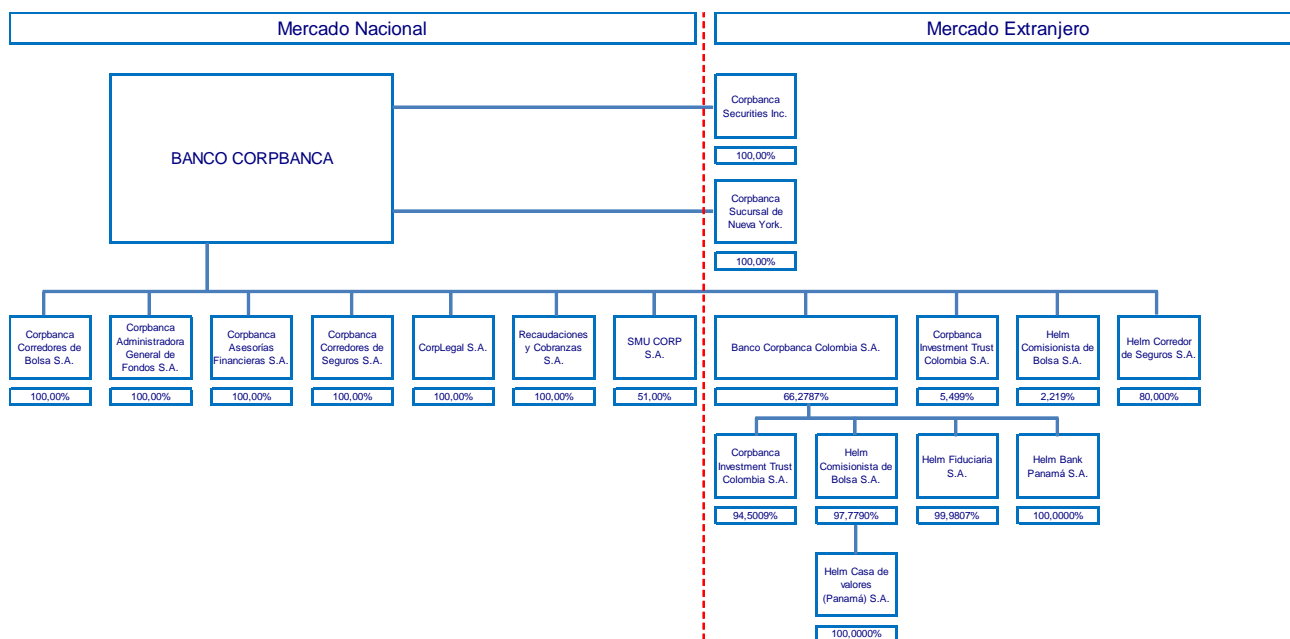 Mercado Nacional
Mercado Extranjero
BANCO CORPBANCA
Corpbanca
Securities Inc.
100,00%
Corpbanca
Sucursal de
Nueva York.
100,00%
Corpbanca
Corredores de
Bolsa S.A.
100,00%
Corpbanca
Administradora
General de
Fondos S.A.
100,00%
Corpbanca
Asesorías
Financieras S.A.
100,00%
Corpbanca
Corredores de
Seguros S.A.
100,00%
CorpLegal S.A.
100,00%
Recaudaciones
y Cobranzas
S.A.
100,00%
SMU CORP
S.A.
51,00%
Banco Corpbanca Colombia S.A.
66,2787%
Corpbanca
Investment Trust
Colombia S.A.
5,499%
Helm
Comisionista de
Bolsa S.A.
2,219%
Helm Corredor
de Seguros S.A.
80,000%
Corpbanca
Investment Trust
Colombia S.A.
94,5009%
Helm
Comisionista de
Bolsa S.A.
97,7790%
Helm Fiduciaria
S.A.
99,9807%
Helm Bank
Panamá S.A.
100,0000%
Helm Casa de
valores
(Panamá) S.A.
100,0000%